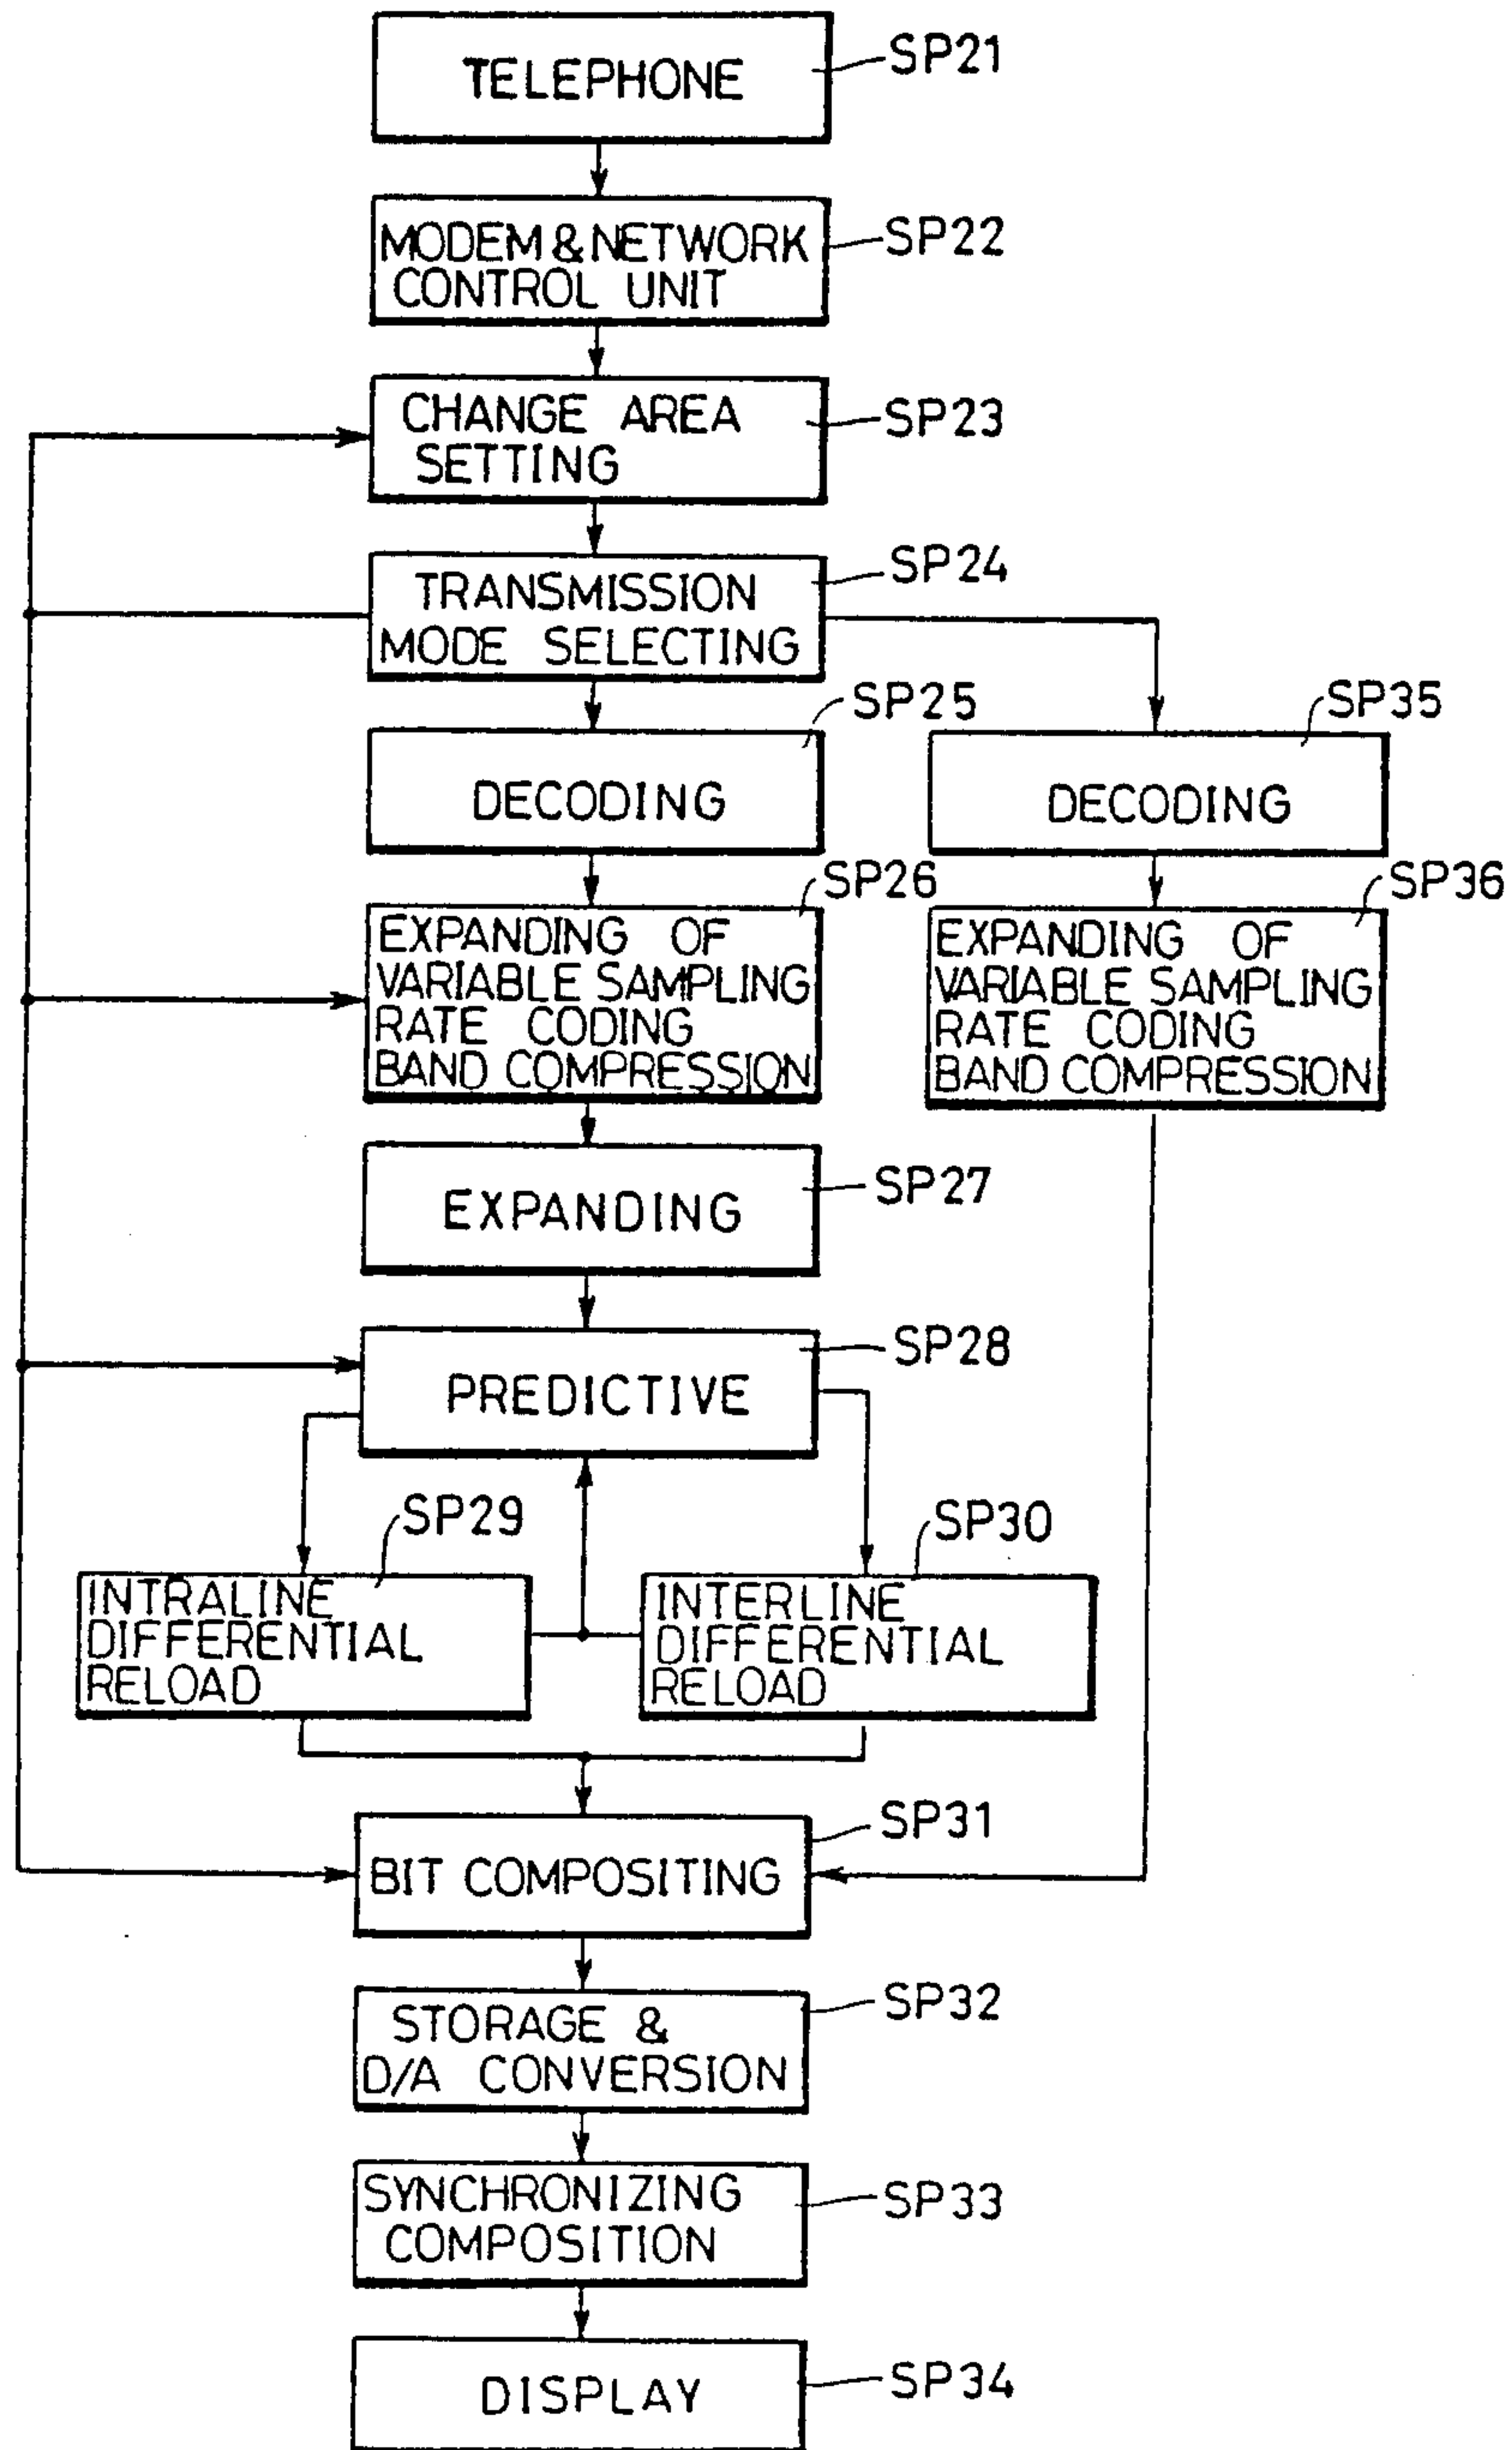 TELEPHONE
SP21
MODEM & NETWORK
CONTROL UNIT
SP22
CHANGE AREA
SETTING
SP23
TRANSMISSION
MODE SELECTING
SP24
DECODING
SP25
DECODING
SP35
EXPANDING OF
VARIABLE SAMPLING
RATE CODING
BAND COMPRESSION
SP26
EXPANDING OF
VARIABLE SAMPLING
RATE CODING
BAND COMPRESSION
SP36
EXPANDING
SP27
PREDICTIVE
SP28
INTRALINE
DIFFERENTIAL
RELOAD
SP29
INTERLINE
DIFFERENTIAL
RELOAD
SP30
BIT COMPOSITING
SP31
STORAGE &
D/A CONVERSION
SP32
SYNCHRONIZING
COMPOSITION
SP33
DISPLAY
SP34